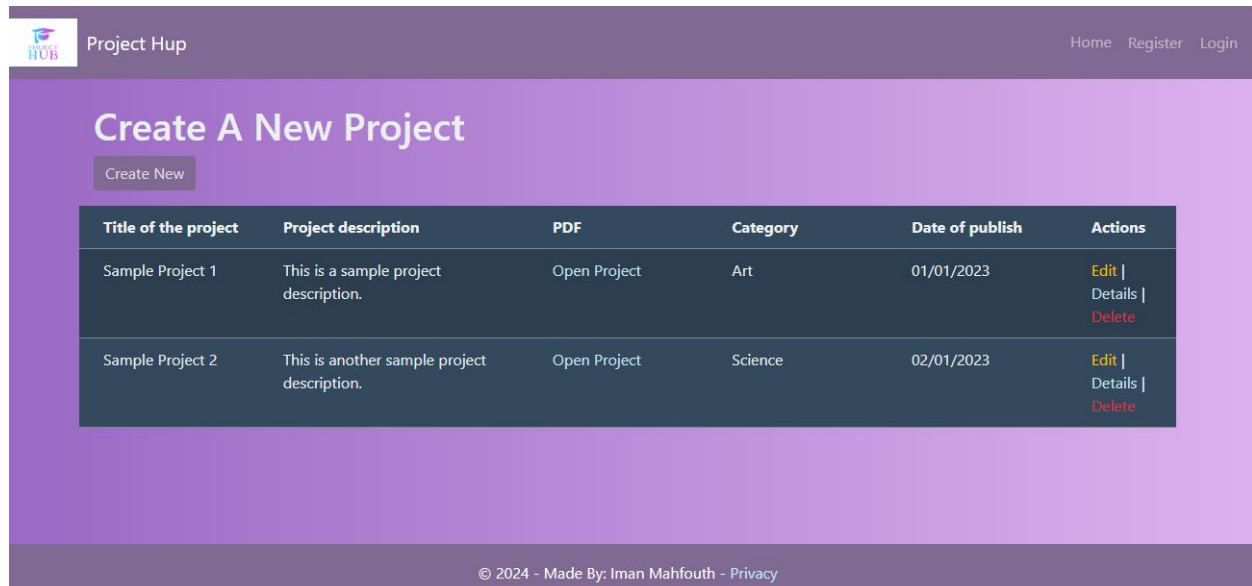 PROJECT
HUB
Project Hup
Home Register Login
Create A New Project
Create New
Title of the project Project description PDF Category Date of publish Actions
Sample Project 1 This is a sample project description. Open Project Art 01/01/2023 Edit | Details | Delete
Sample Project 2 This is another sample project description. Open Project Science 02/01/2023 Edit | Details | Delete
© 2024 - Made By: Iman Mahfouth - Privacy